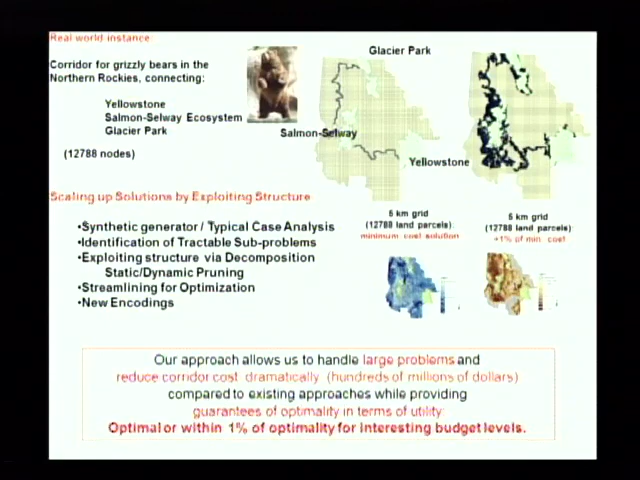 Real world instance:
Corridor for grizzly bears in the
Northern Rockies, connecting:
Yellowstone
Salmon-Selway Ecosystem
Glacier Park
(12788 nodes)
Glacier Park
Salmon-Selway
Yellowstone
Scaling up Solutions by Exploiting Structure
•Synthetic generator / Typical Case Analysis
•Identification of Tractable Sub-problems
•Exploiting structure via Decomposition
Static/Dynamic Pruning
•Streamlining for Optimization
•New Encodings
5 km grid
(12788 land parcels):
minimum cost solution
5 km grid
(12788 land parcels):
+1% of min. cost
Our approach allows us to handle large problems and
reduce corridor cost dramatically (hundreds of millions of dollars)
compared to existing approaches while providing
guarantees of optimality in terms of utility:
Optimal or within 1% of optimality for interesting budget levels.